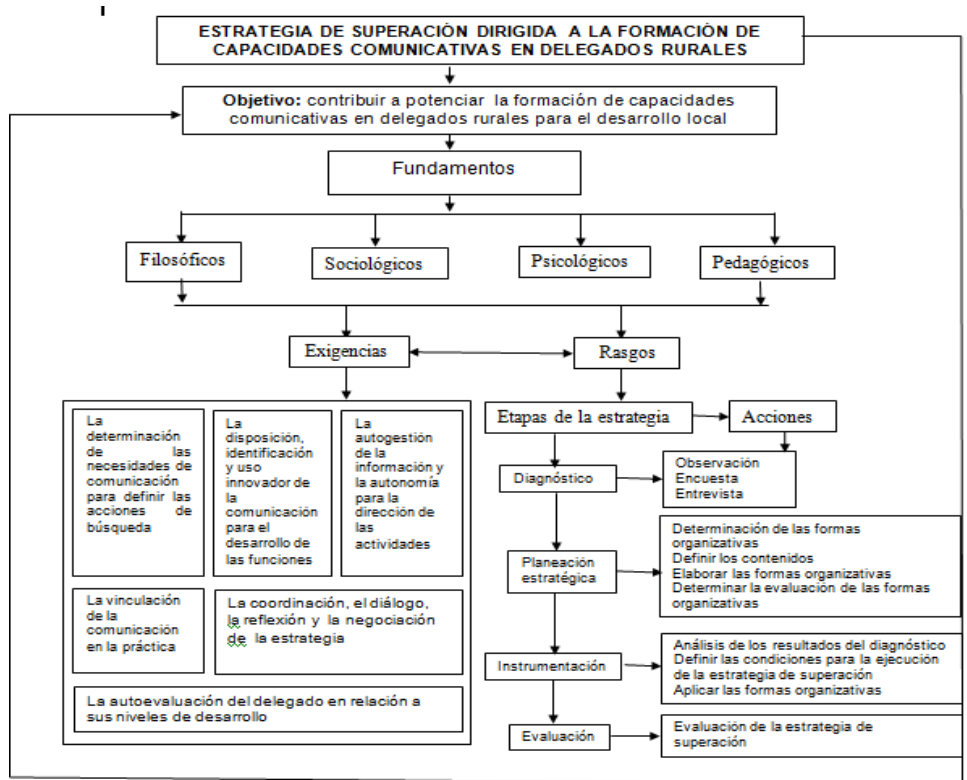 ESTRATEGIA DE SUPERACIÓN DIRIGIDA A LA FORMACIÓN DE
CAPACIDADES COMUNICATIVAS EN DELEGADOS RURALES
Objetivo: contribuir a potenciar la formación de capacidades
comunicativas en delegados rurales para el desarrollo local
Fundamentos
Filosóficos
Sociológicos
Psicológicos
Pedagógicos
Exigencias
Rasgos
La
determinación
de las
necesidades de
comunicación
para definir las
acciones de
búsqueda
La
disposición,
identificación
y uso
innovador de
la
comunicación
para el
desarrollo de
las funciones
La
autogestión
de la
información y
la autonomía
para la
dirección de
las
actividades
La vinculación
de la
comunicación
en la práctica
La coordinación, el diálogo,
la reflexión y la negociación
de la estrategia
La autoevaluación del delegado en relación a
sus niveles de desarrollo
Etapas de la estrategia
Acciones
Diagnóstico
Observación
Encuesta
Entrevista
Planeación
estratégica
Determinación de las formas
organizativas
Definir los contenidos
Elaborar las formas organizativas
Determinar la evaluación de las formas
organizativas
Instrumentación
Análisis de los resultados del diagnóstico
Definir las condiciones para la ejecución
de la estrategia de superación
Aplicar las formas organizativas
Evaluación
Evaluación de la estrategia de
superación